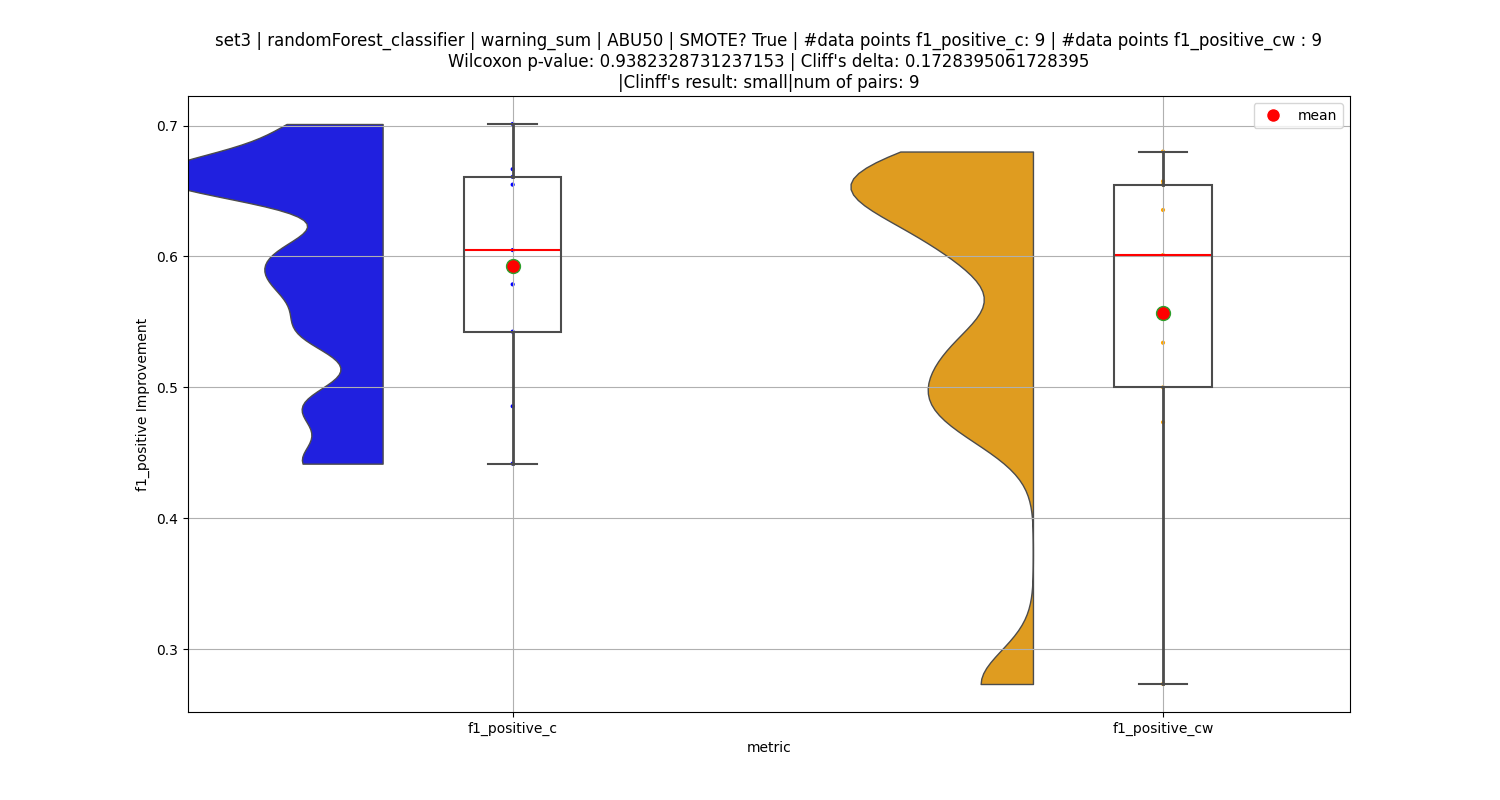 set3 | randomForest_classifier | warning_sum | ABU50 | SMOTE? True | #data points f1_positive_c: 9 | #data points f1_positive_cw : 9
Wilcoxon p-value: 0.9382328731237153 | Cliff's delta: 0.1728395061728395
|Clinff's result: small|num of pairs: 9
mean
0.7
0.6
0.5
0.4
0.3
f1_positive Improvement
f1_positive_c
f1_positive_cw
metric